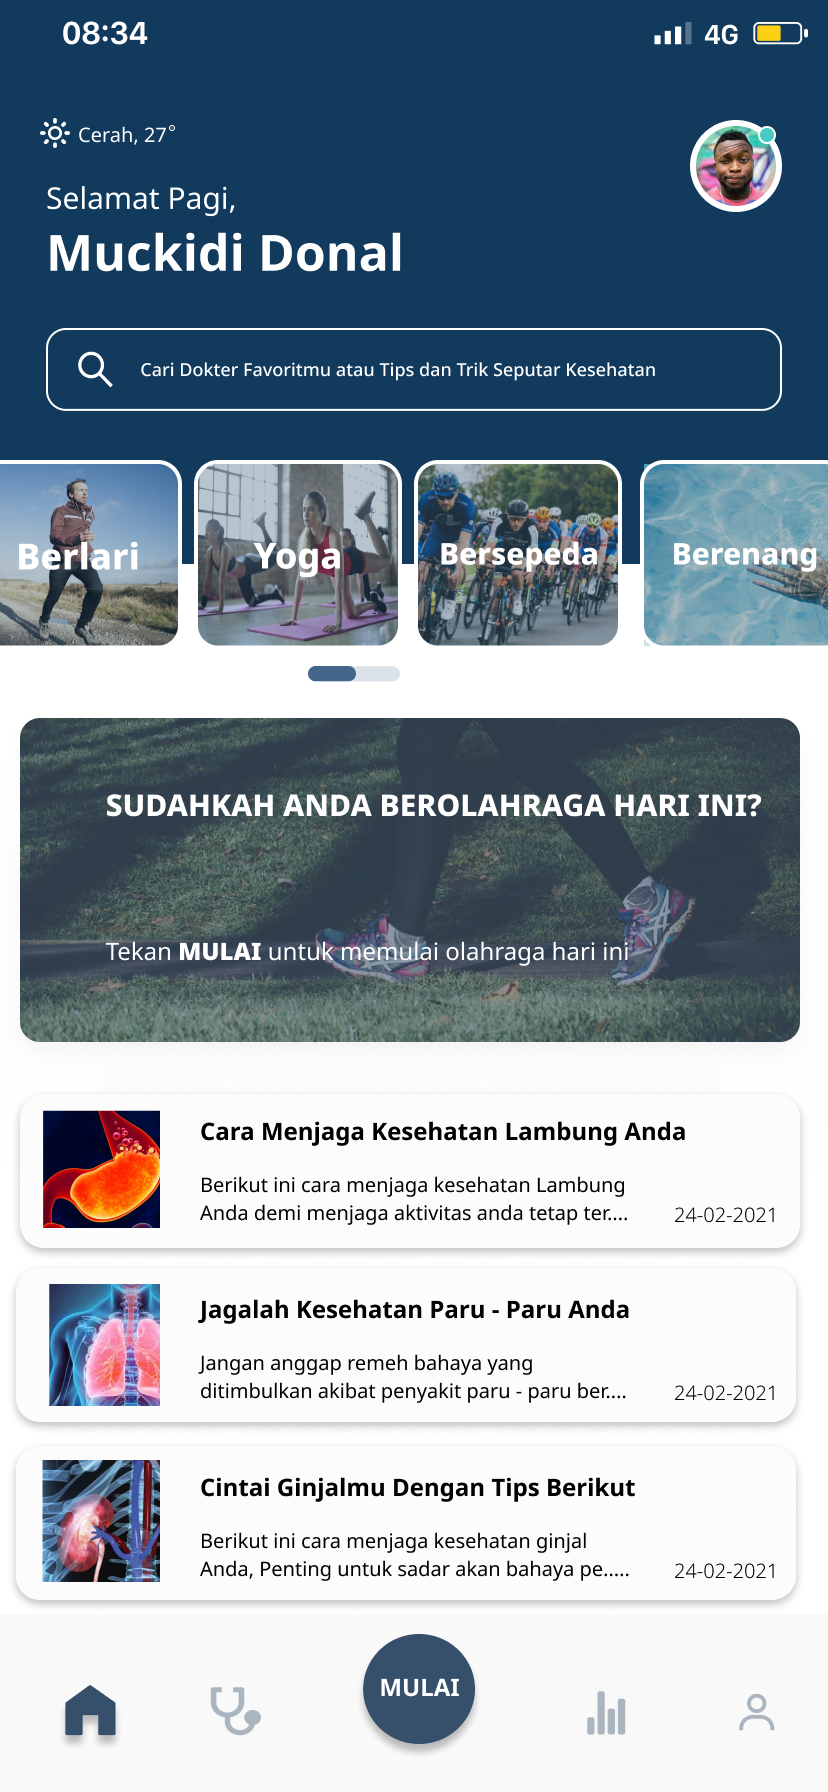 08:34
4G
Cerah, 27°
Selamat Pagi,
Muckidi Donal
Cari Dokter Favoritmu atau Tips dan Trik Seputar Kesehatan
Berlari
Yoga
Bersepeda
Berenang
SUDAHKAH ANDA BEROLAHRAGA HARI INI?
Tekan MULAI untuk memulai olahraga hari ini
Cara Menjaga Kesehatan Lambung Anda
Berikut ini cara menjaga kesehatan Lambung
Anda demi menjaga aktivitas anda tetap ter....
24-02-2021
Jagalah Kesehatan Paru - Paru Anda
Jangan anggap remeh bahaya yang
ditimbulkan akibat penyakit paru - paru ber....
24-02-2021
Cintai Ginjalmu Dengan Tips Berikut
Berikut ini cara menjaga kesehatan ginjal
Anda, Penting untuk sadar akan bahaya pe.....
24-02-2021
MULAI